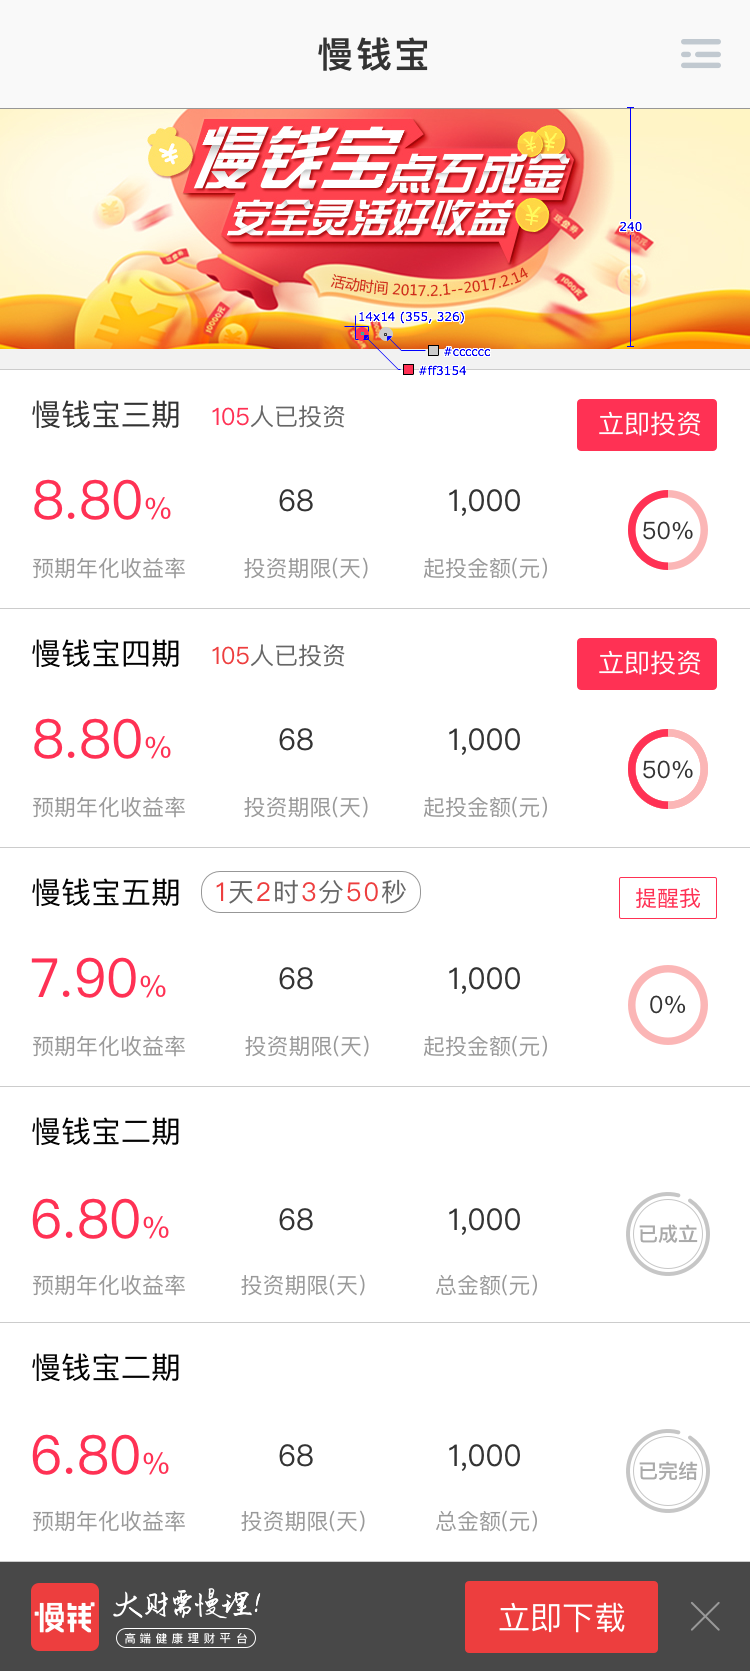 慢钱宝
慢钱宝点石成金
安全灵活好收益
活动时间 2017.2.1--2017.2.14
240
14x14 (355, 326)
#cccccc
#ff3154
慢钱宝三期 105人已投资 立即投资
8.80% 68 1,000 50%
预期年化收益率 投资期限(天) 起投金额(元)
慢钱宝四期 105人已投资 立即投资
8.80% 68 1,000 50%
预期年化收益率 投资期限(天) 起投金额(元)
慢钱宝五期 1天2时3分50秒 提醒我
7.90% 68 1,000 0%
预期年化收益率 投资期限(天) 起投金额(元)
慢钱宝二期
6.80% 68 1,000 已成立
预期年化收益率 投资期限(天) 总金额(元)
慢钱宝二期
6.80% 68 1,000 已完结
预期年化收益率 投资期限(天) 总金额(元)
慢钱 大财需慢理! 立即下载
高端健康理财平台